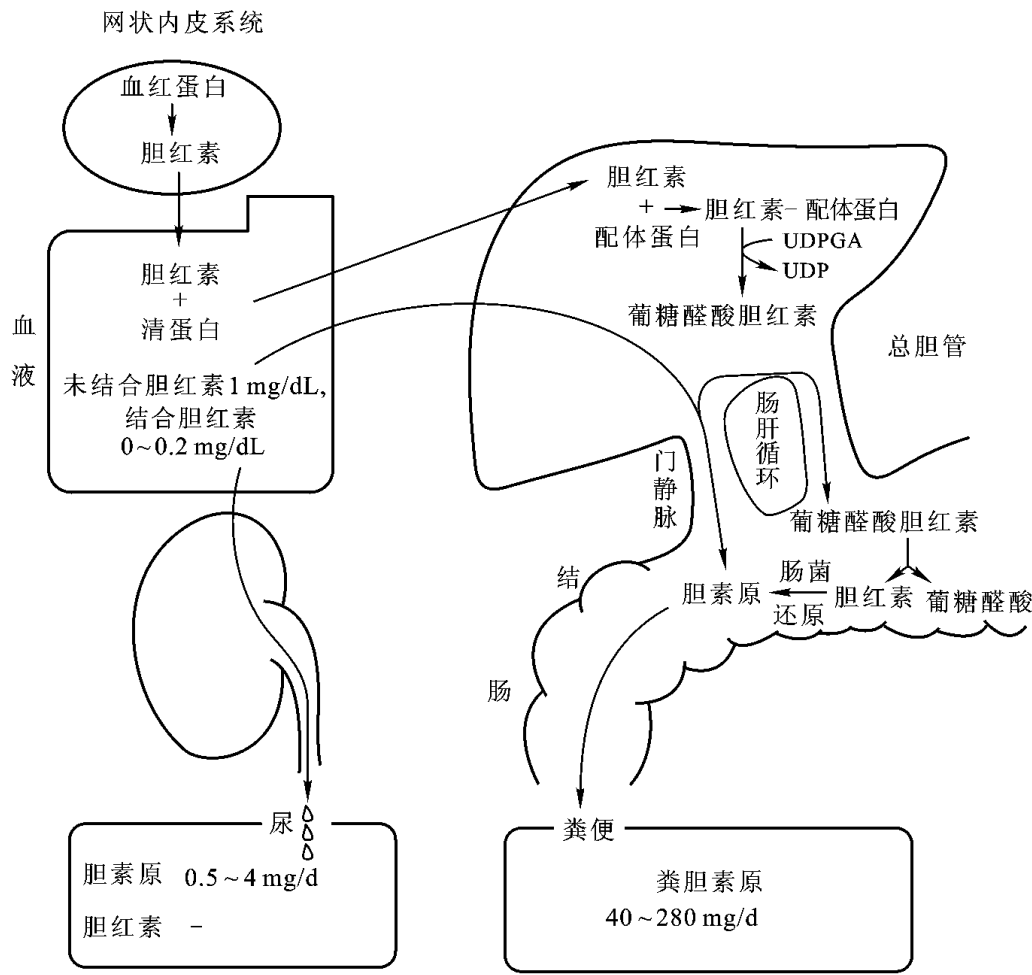 网状内皮系统
血红蛋白
胆红素
胆红素
+
清蛋白
血液
未结合胆红素1 mg/dL,
结合胆红素
0~0.2 mg/dL
胆红素
+
配体蛋白
胆红素-配体蛋白
UDPGA
UDP
葡糖醛酸胆红素
总胆管
肠肝循环
门静脉
葡糖醛酸胆红素
结肠
胆素原
肠菌
还原
胆红素
葡糖醛酸
尿
胆素原 0.5~4 mg/d
胆红素 -
粪便
粪胆素原
40~280 mg/d